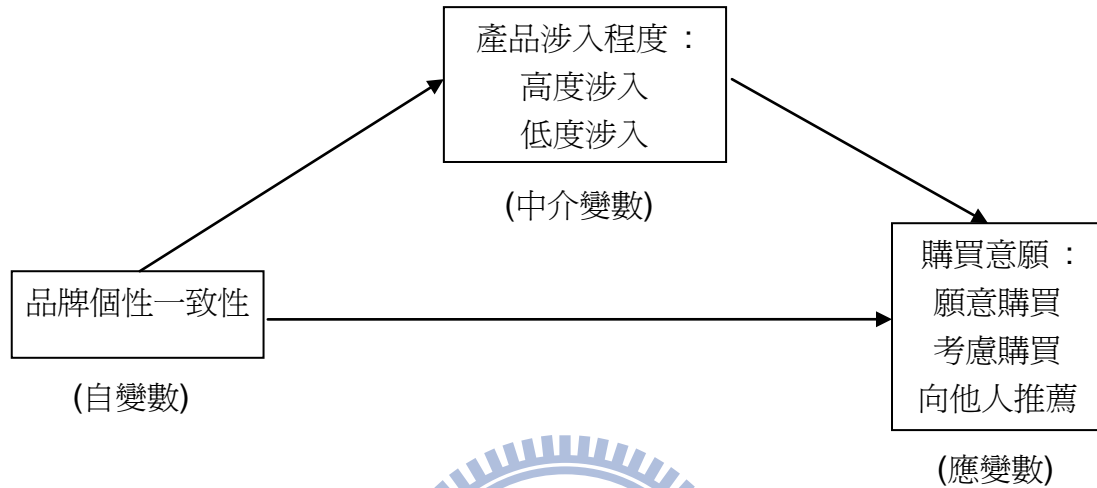 產品涉入程度：
高度涉入
低度涉入
(中介變數)
品牌個性一致性
(自變數)
購買意願：
願意購買
考慮購買
向他人推薦
(應變數)